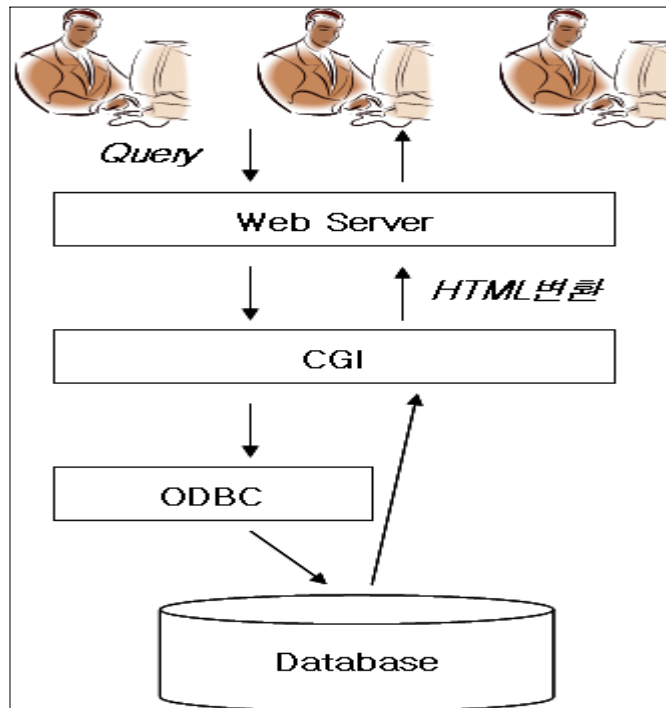 Query
Web Server
HTML변환
CGI
ODBC
Database